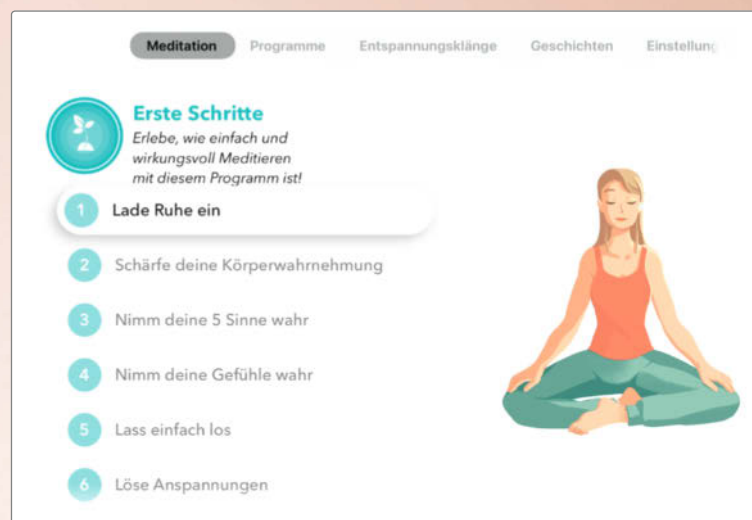 Meditation Programme Entspannungsklänge Geschichten Einstellung
Erste Schritte
Erlebe, wie einfach und
wirkungsvoll Meditieren
mit diesem Programm ist!
1 Lade Ruhe ein
2 Schärfe deine Körperwahrnehmung
3 Nimm deine 5 Sinne wahr
4 Nimm deine Gefühle wahr
5 Lass einfach los
6 Löse Anspannungen